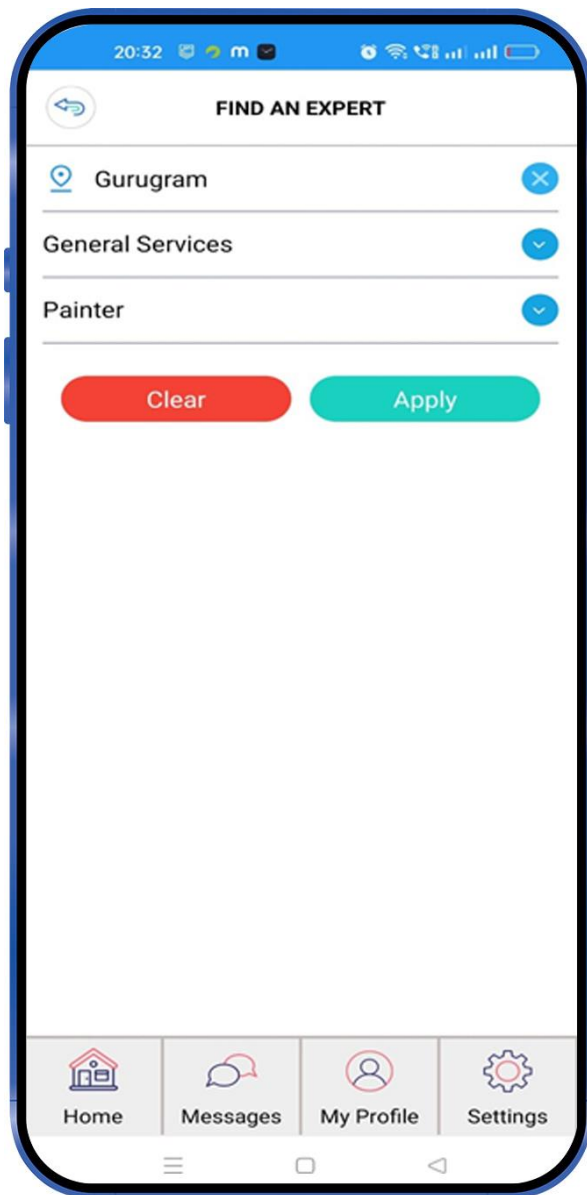 20:32 m
FIND AN EXPERT
Gurugram
General Services
Painter
Clear Apply
Home Messages My Profile Settings